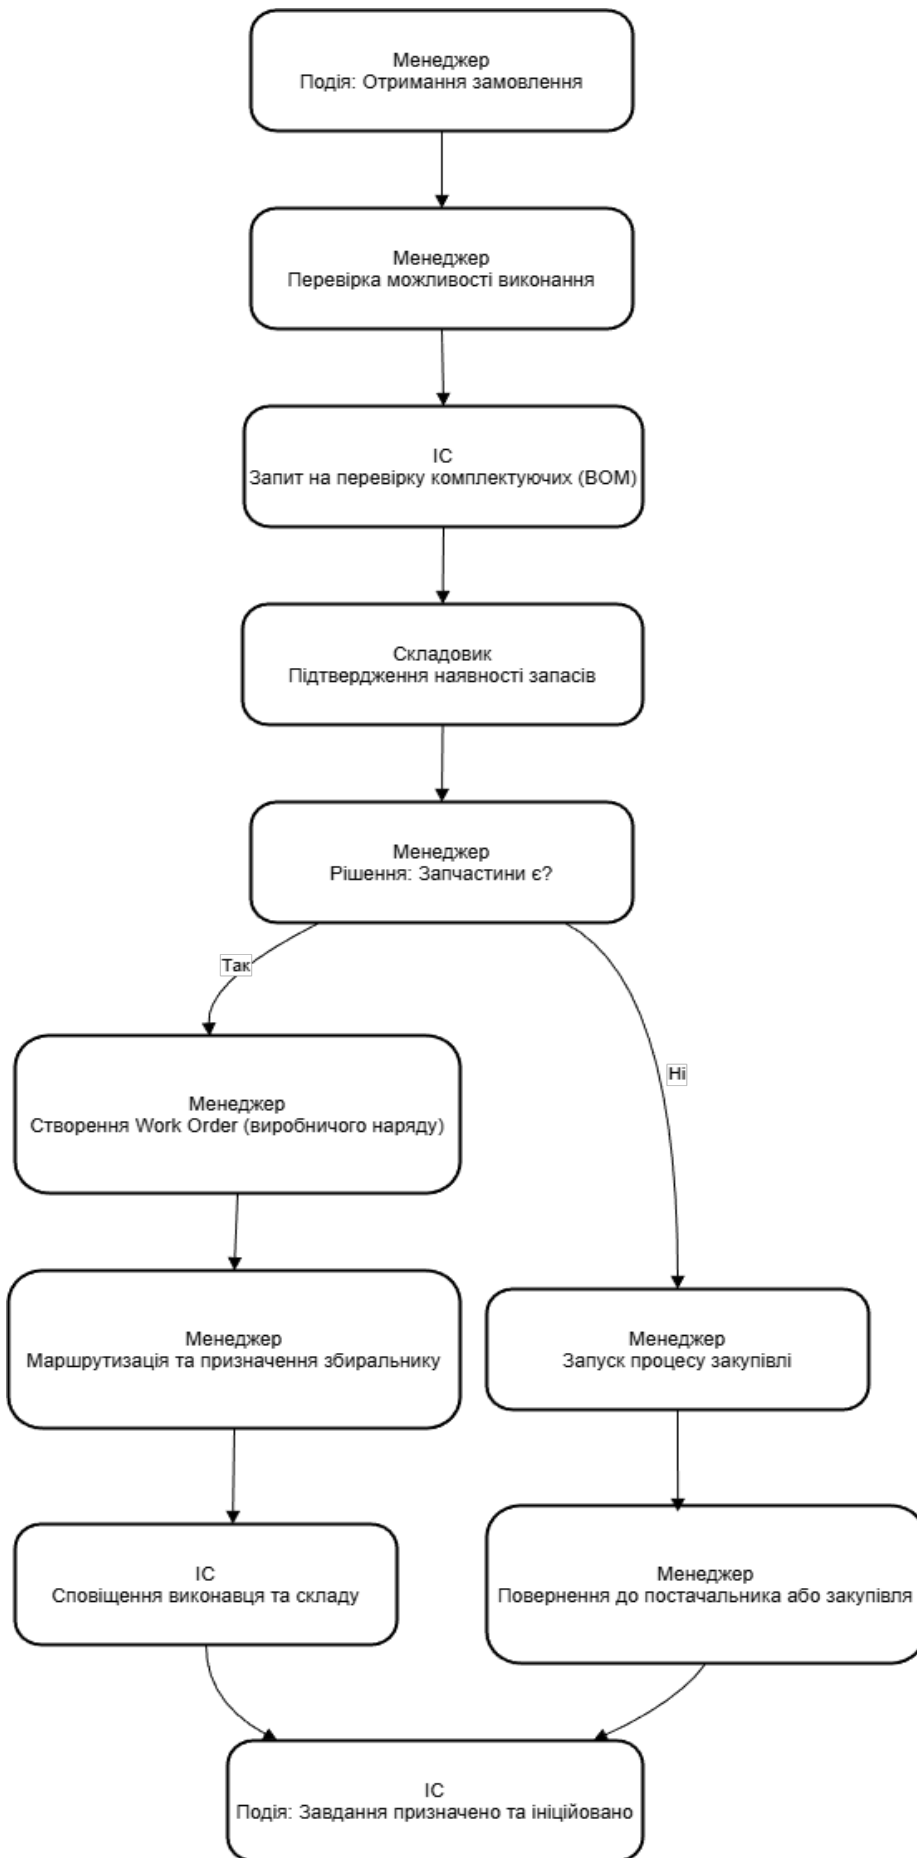 Менеджер
Подія: Отримання замовлення
Менеджер
Перевірка можливості виконання
ІС
Запит на перевірку комплектуючих (BOM)
Складовик
Підтвердження наявності запасів
Менеджер
Рішення: Запчастини є?
Так
Ні
Менеджер
Створення Work Order (виробничого наряду)
Менеджер
Маршрутизація та призначення збиральнику
Менеджер
Запуск процесу закупівлі
ІС
Сповіщення виконавця та складу
Менеджер
Повернення до постачальника або закупівля
ІС
Подія: Завдання призначено та ініційовано